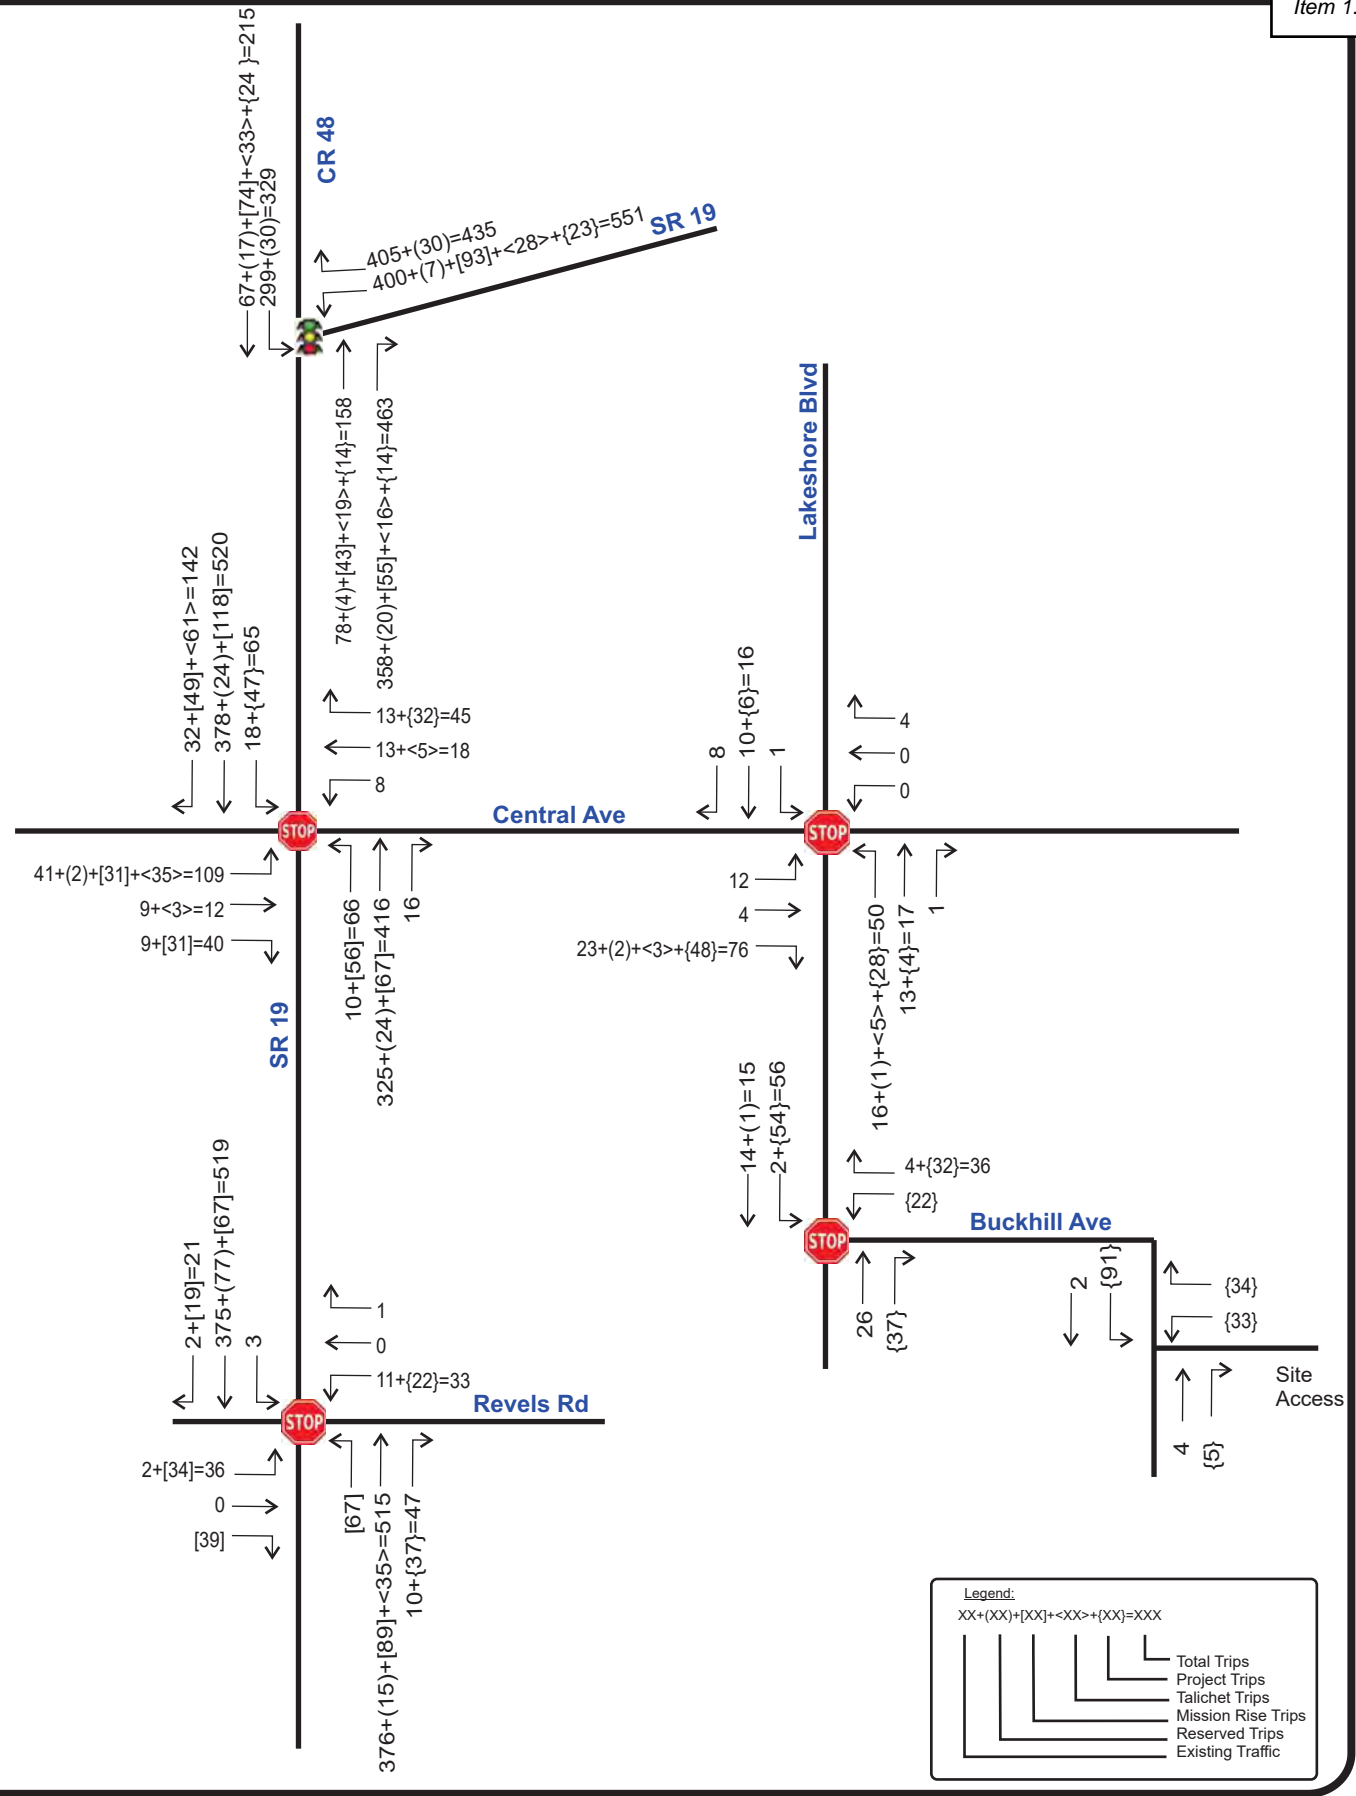 Item 1.
67+(17)+[74]+<33>+{24 }=215
299+(30)=329
CR 48
405+(30)=435
400+(7)+[93]+<28>+{23}=551
SR 19
78+(4)+[43]+<19>+{14}=158
358+(20)+[55]+<16>+{14}=463
Lakeshore Blvd
32+[49]+<61>=142
378+(24)+[118]=520
18+{47}=65
13+{32}=45
13+<5>=18
8
8
10+{6}=16
1
4
0
0
Central Ave
STOP
STOP
41+(2)+[31]+<35>=109
9+<3>=12
9+[31]=40
10+[56]=66
325+(24)+[67]=416
16
12
4
23+(2)+<3>+{48}=76
16+(1)+<5>+{28}=50
13+{4}=17
1
SR 19
14+(1)=15
2+{54}=56
4+{32}=36
{22}
Buckhill Ave
STOP
26
{37}
2
{91}
{34}
{33}
Site
Access
4
{5}
2+[19]=21
375+(77)+[67]=519
3
1
0
11+{22}=33
Revels Rd
STOP
2+[34]=36
0
[39]
[67]
376+(15)+[89]+<35>=515
10+{37}=47
Legend:
XX+(XX)+[XX]+<XX>+{XX}=XXX
Total Trips
Project Trips
Talichet Trips
Mission Rise Trips
Reserved Trips
Existing Traffic